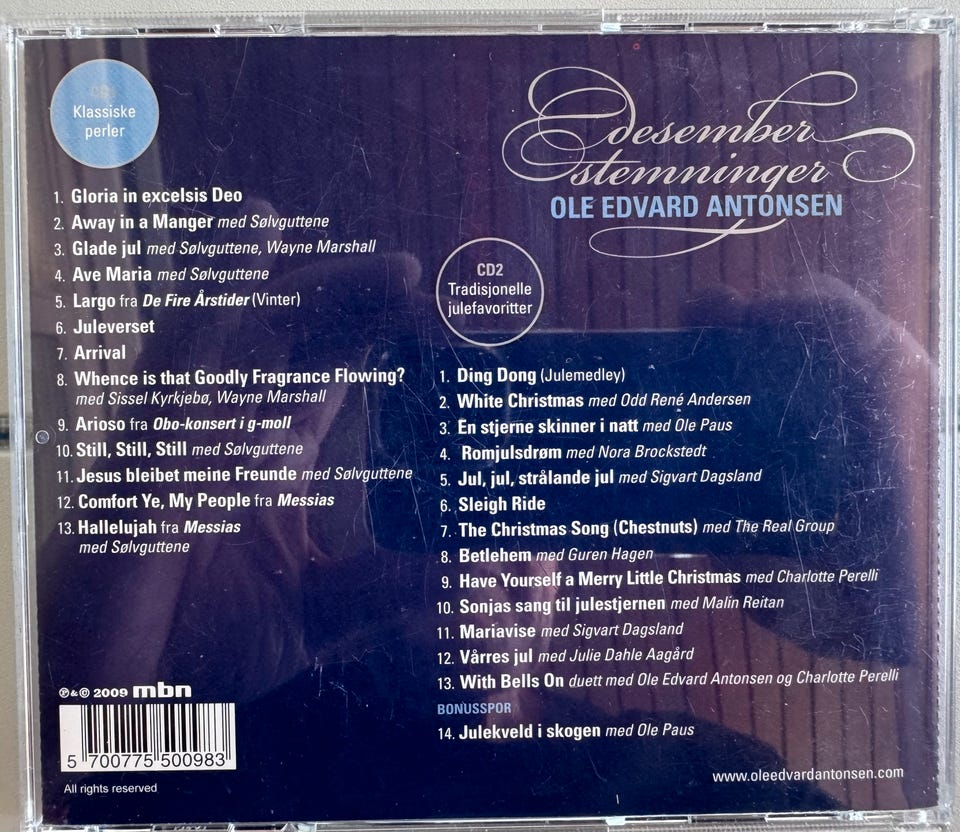 CD1
Klassiske
perler
1. Gloria in excelsis Deo
2. Away in a Manger med Sølvguttene
3. Glade jul med Sølvguttene, Wayne Marshall
4. Ave Maria med Sølvguttene
5. Largo fra De Fire Årstider (Vinter)
6. Juleverset
7. Arrival
8. Whence is that Goodly Fragrance Flowing?
med Sissel Kyrkjebø, Wayne Marshall
9. Arioso fra Obo-konsert i g-moll
10. Still, Still, Still med Sølvguttene
11. Jesus bleibet meine Freunde med Sølvguttene
12. Comfort Ye, My People fra Messias
13. Hallelujah fra Messias
med Sølvguttene
℗ & © 2009 mbn
5 700775 500983
All rights reserved
desember
stemninger
OLE EDVARD ANTONSEN
CD2
Tradisjonelle
julefavoritter
1. Ding Dong (Julemedley)
2. White Christmas med Odd René Andersen
3. En stjerne skinner i natt med Ole Paus
4. Romjulsdrøm med Nora Brockstedt
5. Jul, jul, strålande jul med Sigvart Dagsland
6. Sleigh Ride
7. The Christmas Song (Chestnuts) med The Real Group
8. Betlehem med Guren Hagen
9. Have Yourself a Merry Little Christmas med Charlotte Perelli
10. Sonjas sang til julestjernen med Malin Reitan
11. Mariavise med Sigvart Dagsland
12. Vårres jul med Julie Dahle Aagård
13. With Bells On duett med Ole Edvard Antonsen og Charlotte Perelli
BONUSSPOR
14. Julekveld i skogen med Ole Paus
www.oleedvardantonsen.com